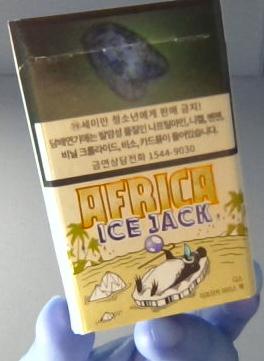 ⑲세미만 청소년에게 판매 금지!
담배연기에는 발암성 물질인 나프틸아민, 니켈, 벤젠,
비닐 크롤라이드, 비소, 카드뮴이 들어있습니다.
금연상담전화 1544-9030
AFRICA
ICE JACK